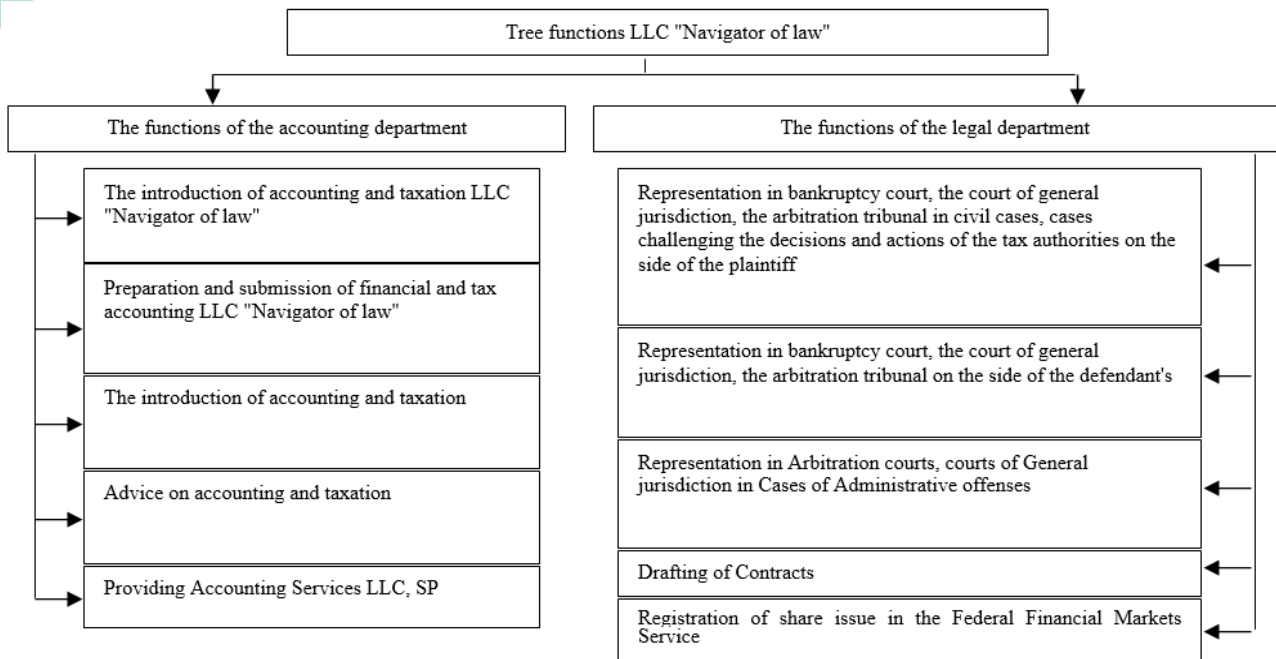 Tree functions LLC "Navigator of law"
The functions of the accounting department
The introduction of accounting and taxation LLC
"Navigator of law"
Preparation and submission of financial and tax
accounting LLC "Navigator of law"
The introduction of accounting and taxation
Advice on accounting and taxation
Providing Accounting Services LLC, SP
The functions of the legal department
Representation in bankruptcy court, the court of general
jurisdiction, the arbitration tribunal in civil cases, cases
challenging the decisions and actions of the tax authorities on the
side of the plaintiff
Representation in bankruptcy court, the court of general
jurisdiction, the arbitration tribunal on the side of the defendant's
Representation in Arbitration courts, courts of General
jurisdiction in Cases of Administrative offenses
Drafting of Contracts
Registration of share issue in the Federal Financial Markets
Service